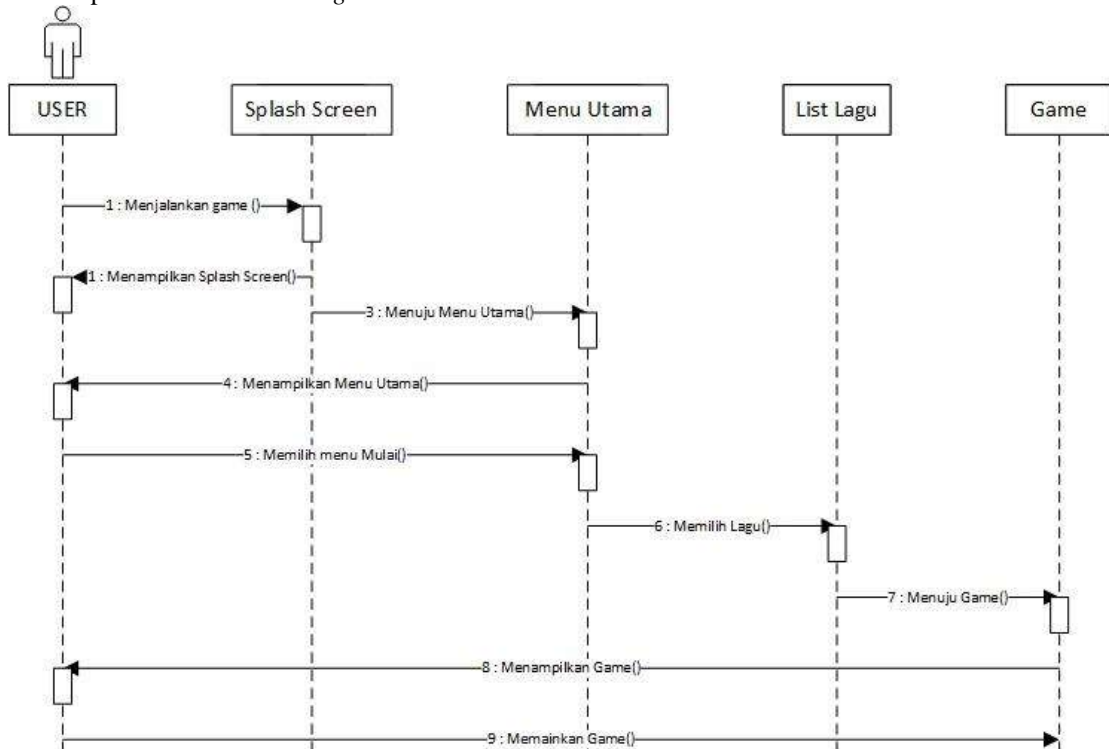 USER
Splash Screen
Menu Utama
List Lagu
Game
1 : Menjalankan game ()
1 : Menampilkan Splash Screen()
3 : Menuju Menu Utama()
4 : Menampilkan Menu Utama()
5 : Memilih menu Mulai()
6 : Memilih Lagu()
7 : Menuju Game()
8 : Menampilkan Game()
9 : Memainkan Game()